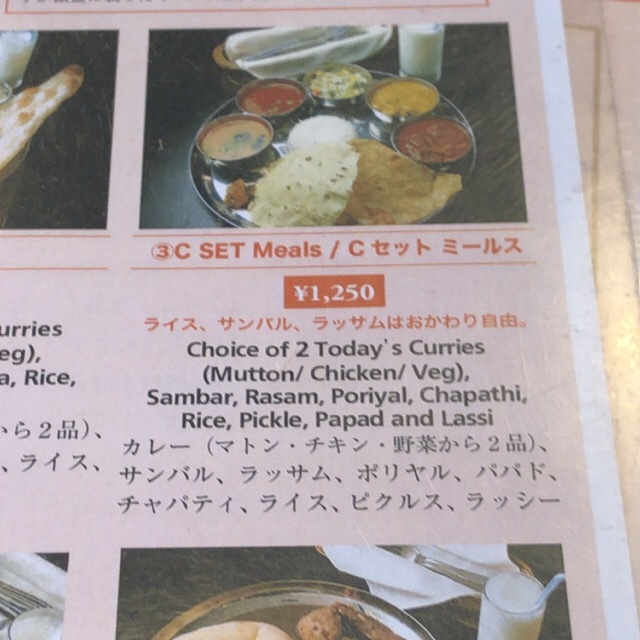 ③C SET Meals / Cセット ミールス
¥1,250
ライス、サンバル、ラッサムはおかわり自由。
Choice of 2 Today's Curries
(Mutton/ Chicken/ Veg),
Sambar, Rasam, Poriyal, Chapathi,
Rice, Pickle, Papad and Lassi
カレー（マトン・チキン・野菜から２品）、
サンバル、ラッサム、ポリヤル、パパド、
チャパティ、ライス、ピクルス、ラッシー
urries
eg),
a, Rice,
から２品）、
、ライス、